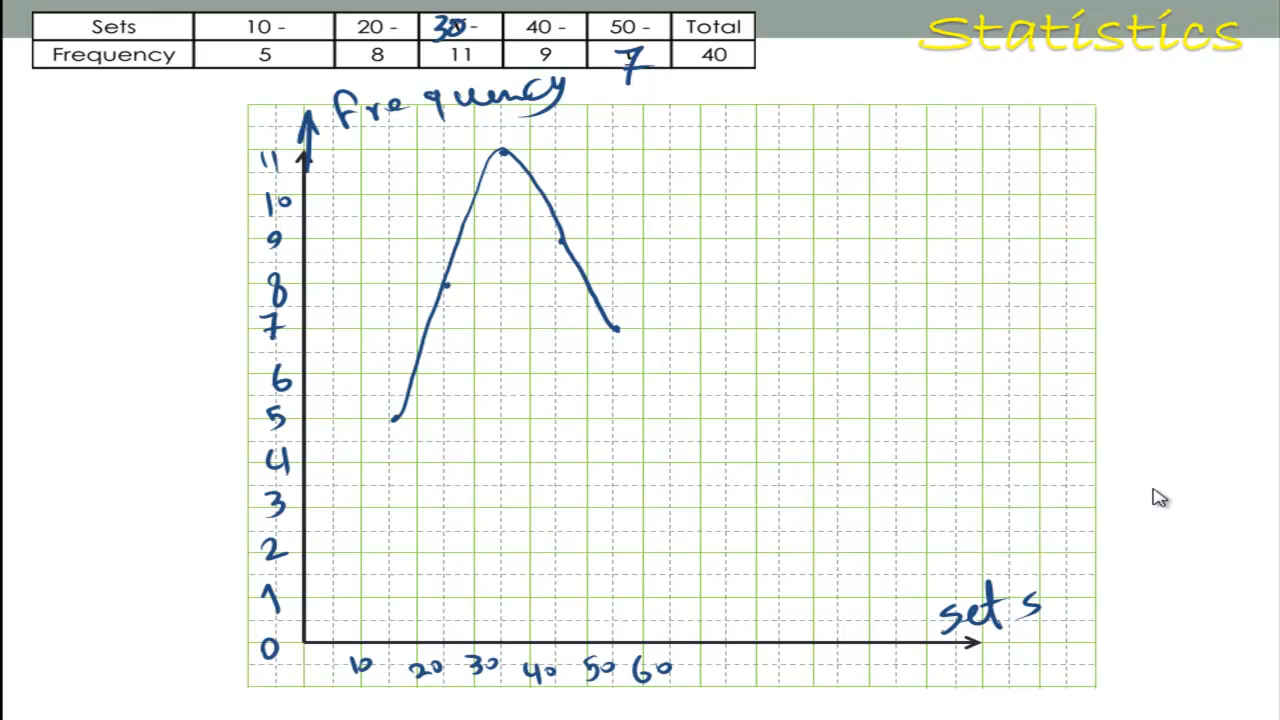 Statistics
Sets 10 - 20 - 30 - 40 - 50 - Total
Frequency 5 8 11 9 7 40
Frequency
11
10
9
8
7
6
5
4
3
2
1
0
sets
10 20 30 40 50 60